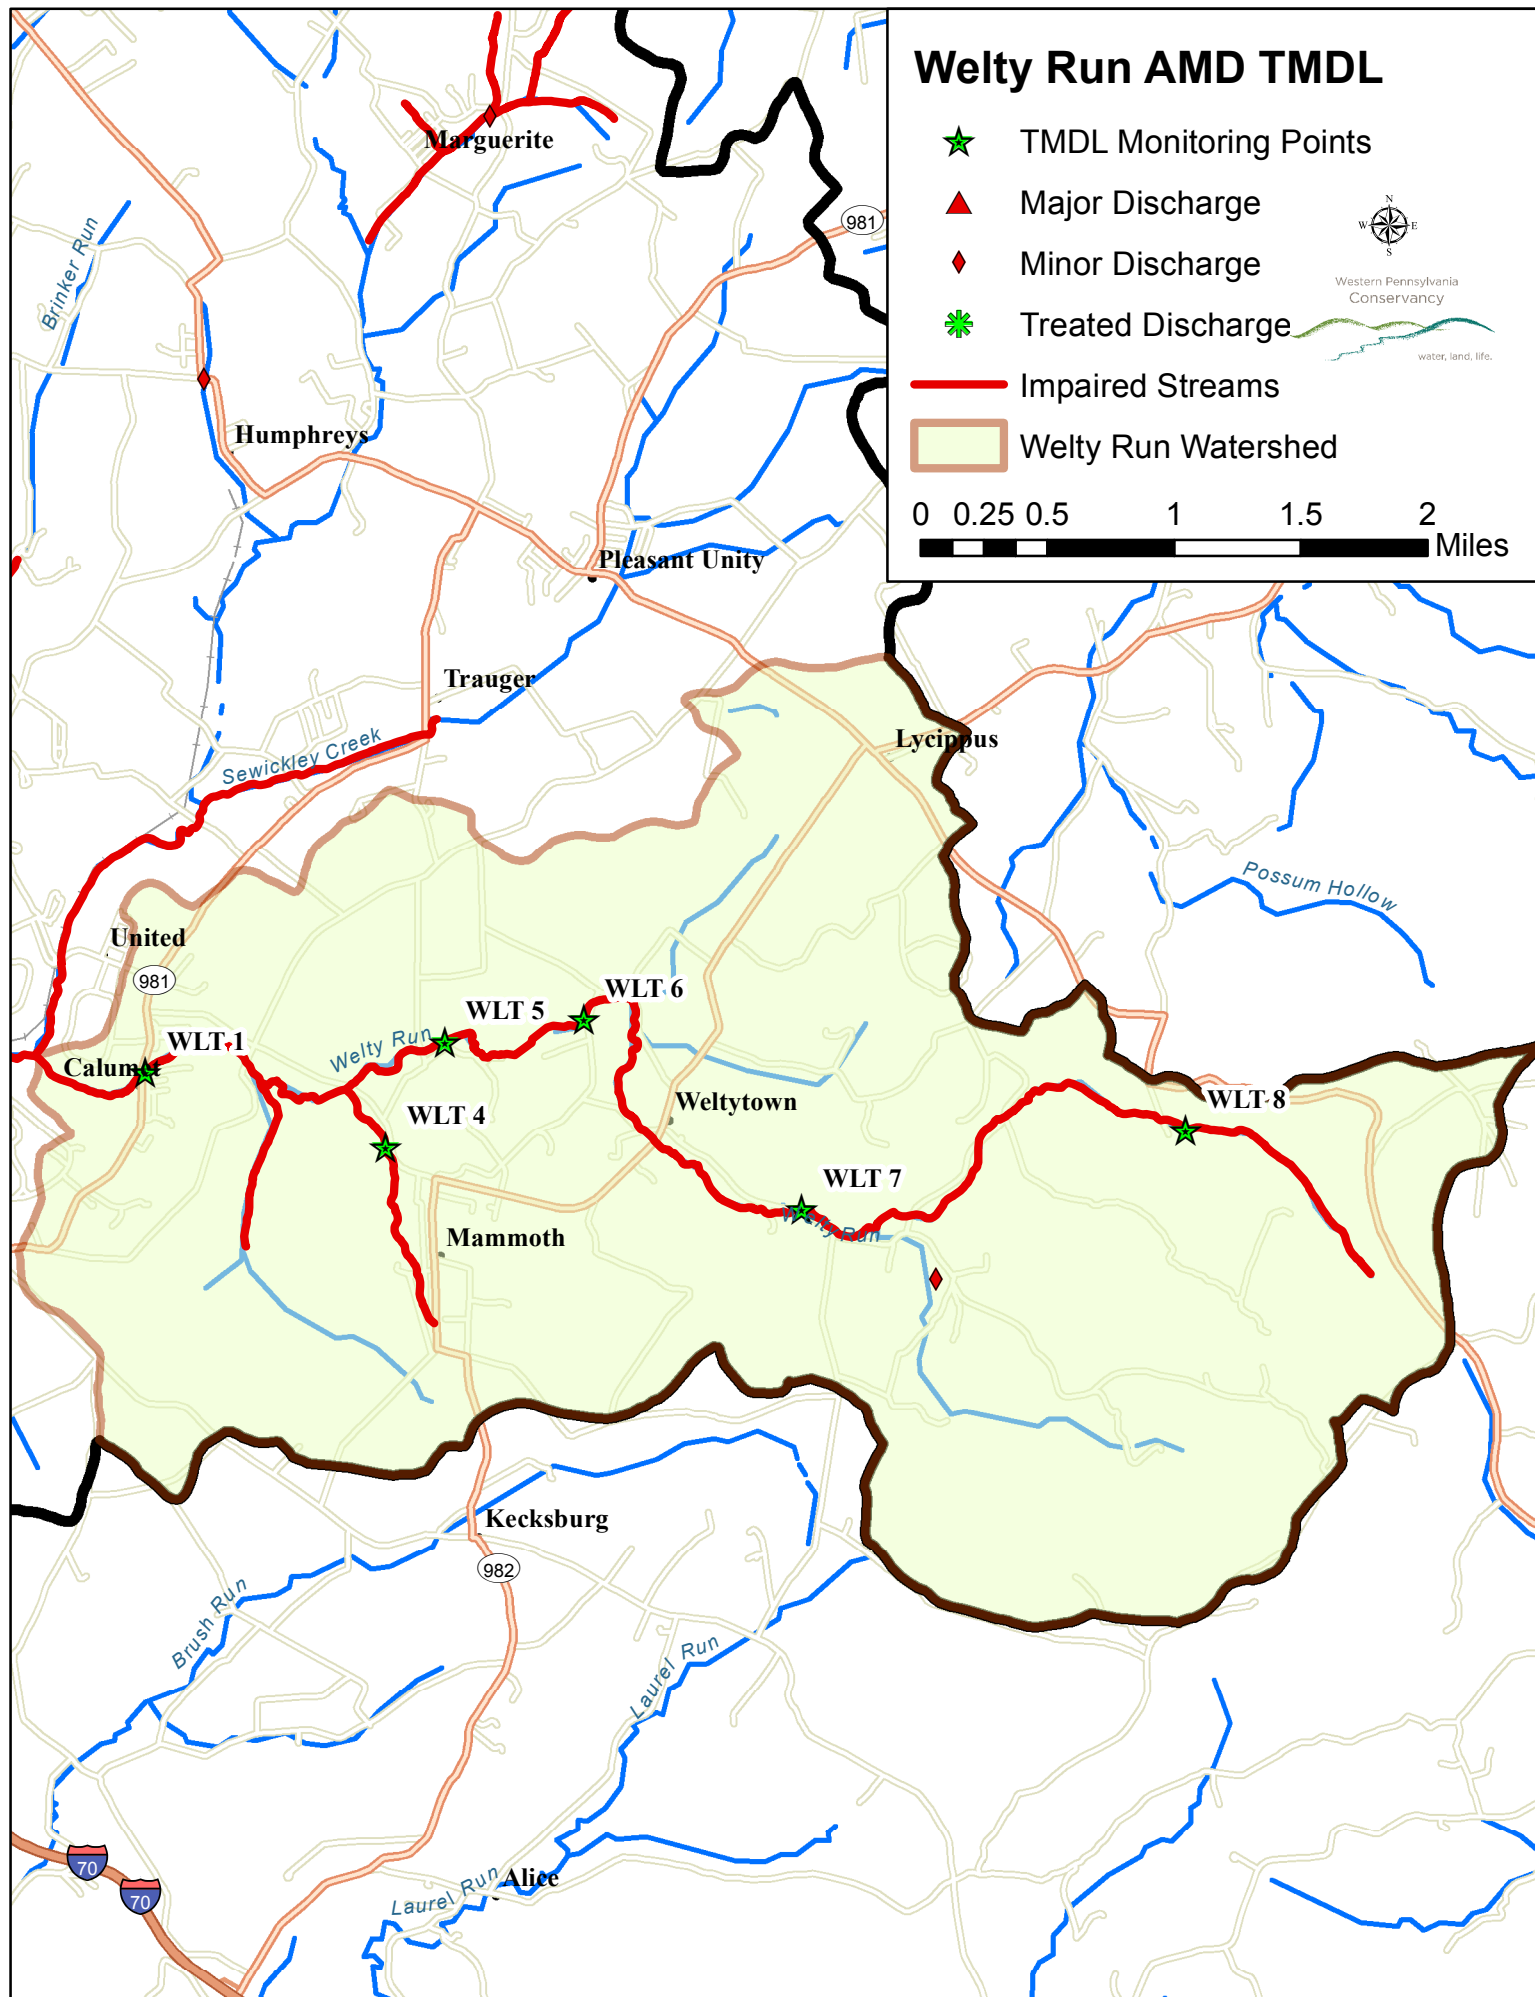 Welty Run AMD TMDL
TMDL Monitoring Points
Major Discharge
Minor Discharge
Treated Discharge
Impaired Streams
Welty Run Watershed
N
W E
S
Western Pennsylvania
Conservancy
water, land, life.
0 0.25 0.5 1 1.5 2
Miles
Marguerite
981
Brinker Run
Humphreys
Pleasant Unity
Trauger
Sewickley Creek
Lycippus
Possum Hollow
United
981
WLT 6
WLT 5
WLT 1
Welty Run
Calumet
WLT 4
Weltytown
WLT 8
WLT 7
Welty Run
Mammoth
Kecksburg
982
Brush Run
Laurel Run
70
70
Alice
Laurel Run